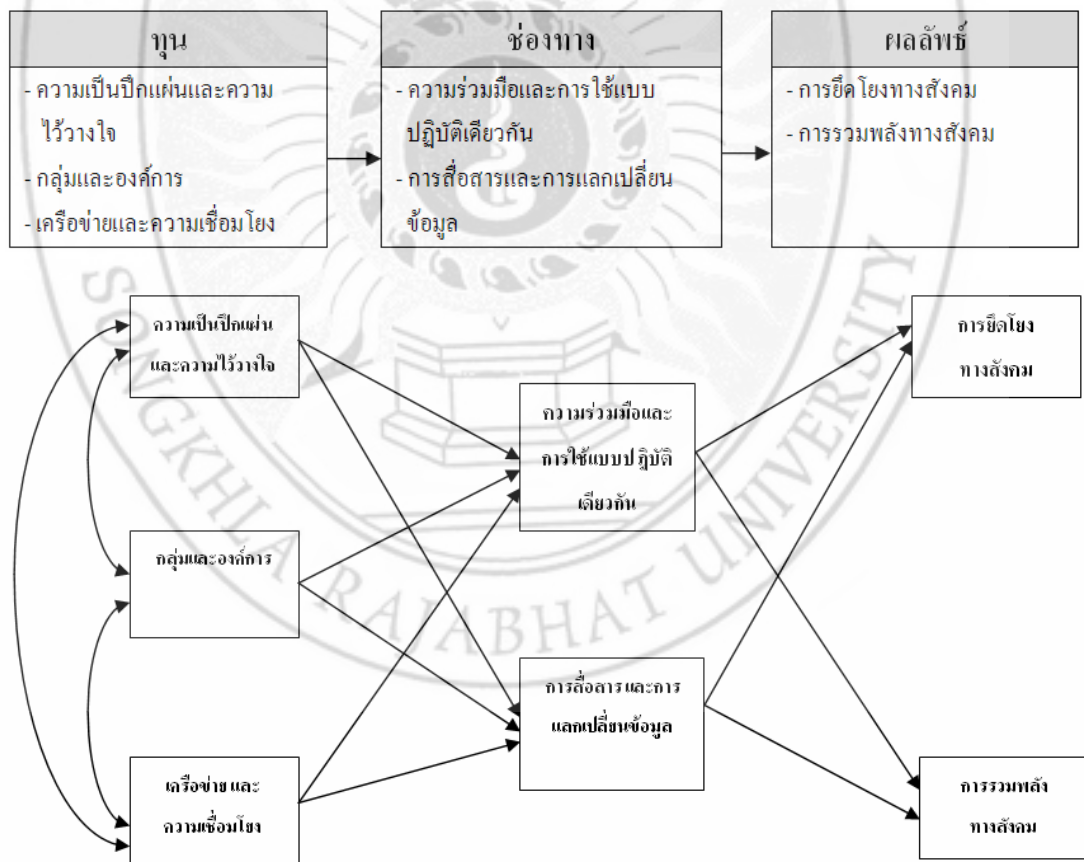 ทุน
- ความเป็นปึกแผ่นและความ
ไว้วางใจ
- กลุ่มและองค์การ
- เครือข่ายและความเชื่อมโยง
ช่องทาง
- ความร่วมมือและการใช้แบบ
ปฏิบัติเดียวกัน
- การสื่อสารและการแลกเปลี่ยน
ข้อมูล
ผลลัพธ์
- การยึดโยงทางสังคม
- การรวมพลังทางสังคม
ความเป็นปึกแผ่น
และความไว้วางใจ
กลุ่มและองค์การ
เครือข่ายและ
ความเชื่อมโยง
ความร่วมมือและ
การใช้แบบปฏิบัติ
เดียวกัน
การสื่อสารและการ
แลกเปลี่ยนข้อมูล
การยึดโยง
ทางสังคม
การรวมพลัง
ทางสังคม
SONGKHLA RAJABHAT UNIVERSITY